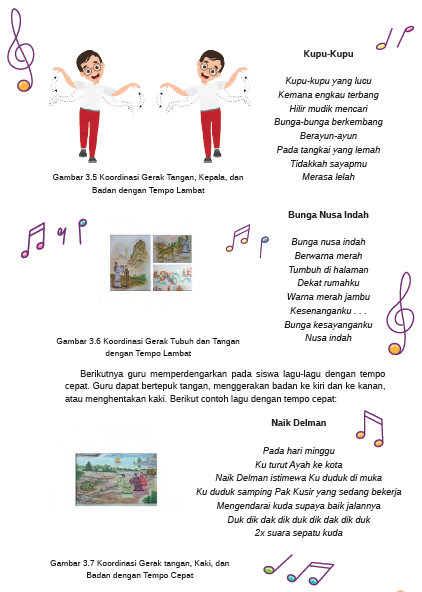 Kupu-Kupu
Kupu-kupu yang lucu
Kemana engkau terbang
Hilir mudik mencari
Bunga-bunga berkembang
Berayun-ayun
Pada tangkai yang lemah
Tidakkah sayapmu
Merasa lelah
Gambar 3.5 Koordinasi Gerak Tangan, Kepala, dan
Badan dengan Tempo Lambat
Bunga Nusa Indah
Bunga nusa indah
Berwarna merah
Tumbuh di halaman
Dekat rumahku
Warna merah jambu
Kesenanganku . . .
Bunga kesayanganku
Nusa indah
Gambar 3.6 Koordinasi Gerak Tubuh dan Tangan
dengan Tempo Lambat
Berikutnya guru memperdengarkan pada siswa lagu-lagu dengan tempo
cepat. Guru dapat bertepuk tangan, menggerakan badan ke kiri dan ke kanan,
atau menghentakan kaki. Berikut contoh lagu dengan tempo cepat:
Naik Delman
Pada hari minggu
Ku turut Ayah ke kota
Naik Delman istimewa Ku duduk di muka
Ku duduk samping Pak Kusir yang sedang bekerja
Mengendarai kuda supaya baik jalannya
Duk dik dak dik duk dik dak dik duk
2x suara sepatu kuda
Gambar 3.7 Koordinasi Gerak tangan, Kaki, dan
Badan dengan Tempo Cepat